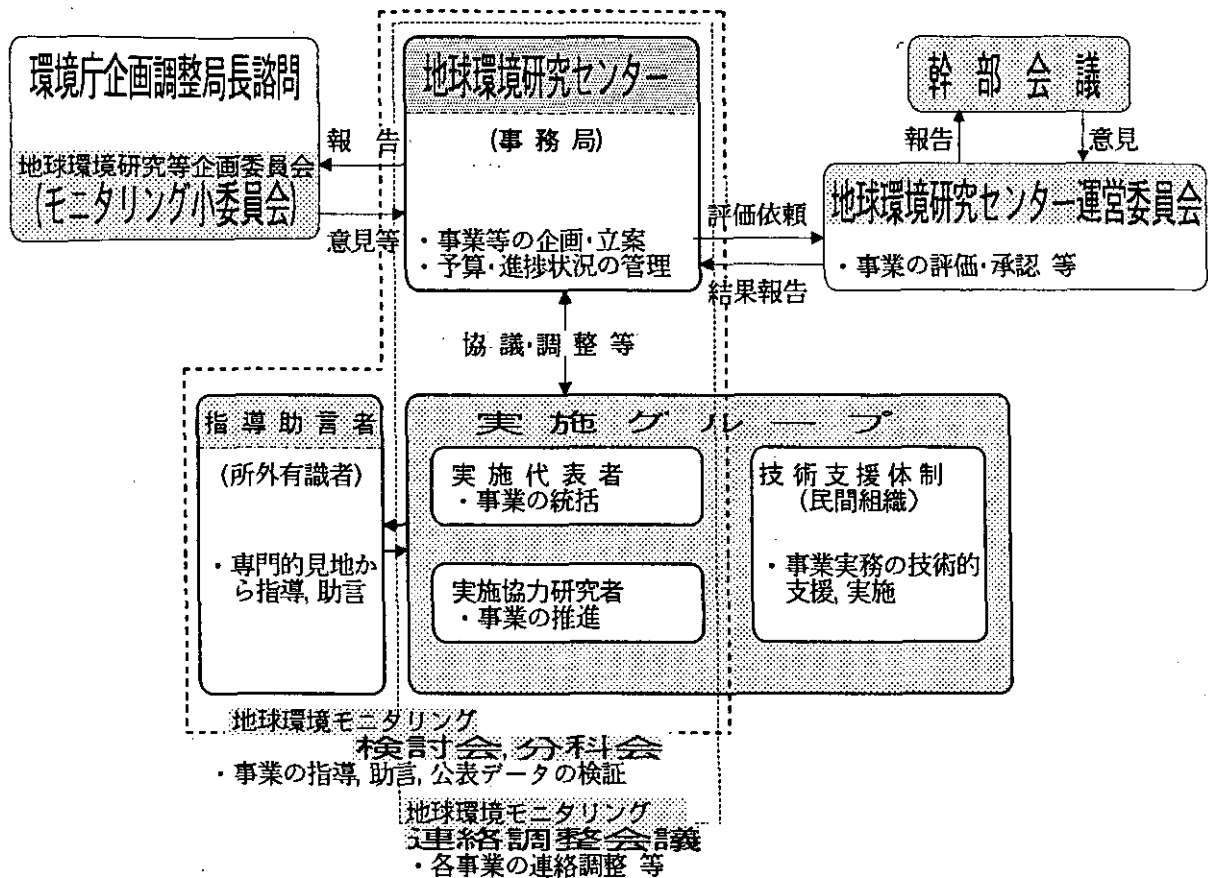 環境庁企画調整局長諮問
地球環境研究等企画委員会
(モニタリング小委員会)
報 告
意見等
地球環境研究センター
(事務局)
・事業等の企画・立案
・予算・進捗状況の管理
評価依頼
結果報告
幹部会議
報告
意見
地球環境研究センター運営委員会
・事業の評価・承認 等
協議・調整 等
指導助言者
(所外有識者)
・専門的見地か
ら指導, 助言
実施グループ
実施代表者
・事業の統括
実施協力研究者
・事業の推進
技術支援体制
(民間組織)
・事業実務の技術的
支援, 実施
地球環境モニタリング
検討会, 分科会
・事業の指導, 助言, 公表データの検証
地球環境モニタリング
連絡調整会議
・各事業の連絡調整 等